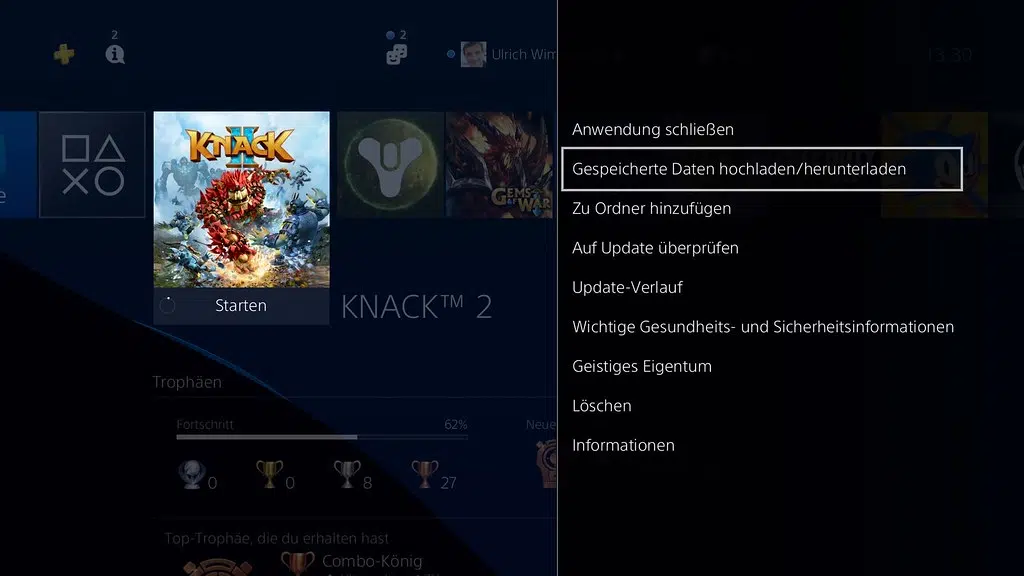 2
2
Ulrich Wim
13.30
KNACK
II
GEMS
OF WAR
Starten
KNACK™ 2
Trophäen
Fortschritt
62%
Neue
0
0
8
27
Top-Trophäe, die du erhalten hast
Combo-König
Anwendung schließen
Gespeicherte Daten hochladen/herunterladen
Zu Ordner hinzufügen
Auf Update überprüfen
Update-Verlauf
Wichtige Gesundheits- und Sicherheitsinformationen
Geistiges Eigentum
Löschen
Informationen